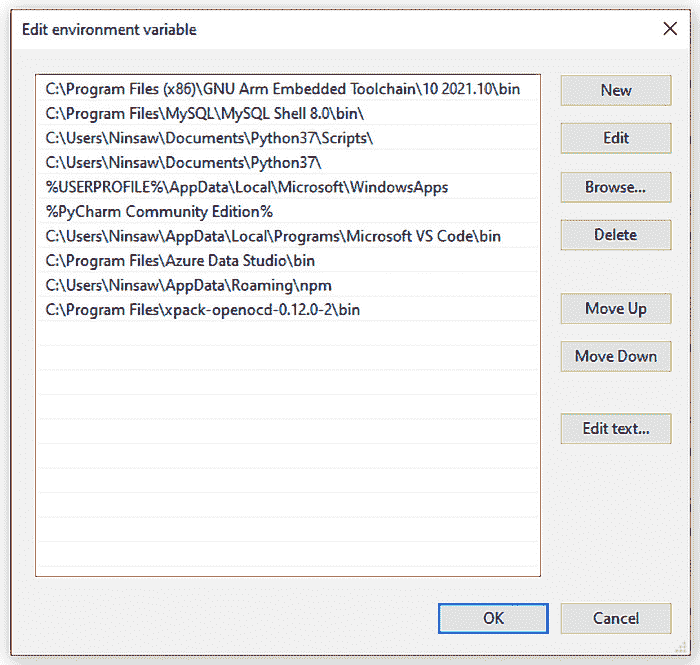 Edit environment variable
C:\Program Files (x86)\GNU Arm Embedded Toolchain\10 2021.10\bin
C:\Program Files\MySQL\MySQL Shell 8.0\bin\
C:\Users\Ninsaw\Documents\Python37\Scripts\
C:\Users\Ninsaw\Documents\Python37\
%USERPROFILE%\AppData\Local\Microsoft\WindowsApps
%PyCharm Community Edition%
C:\Users\Ninsaw\AppData\Local\Programs\Microsoft VS Code\bin
C:\Program Files\Azure Data Studio\bin
C:\Users\Ninsaw\AppData\Roaming\npm
C:\Program Files\xpack-openocd-0.12.0-2\bin
New
Edit
Browse...
Delete
Move Up
Move Down
Edit text...
OK
Cancel